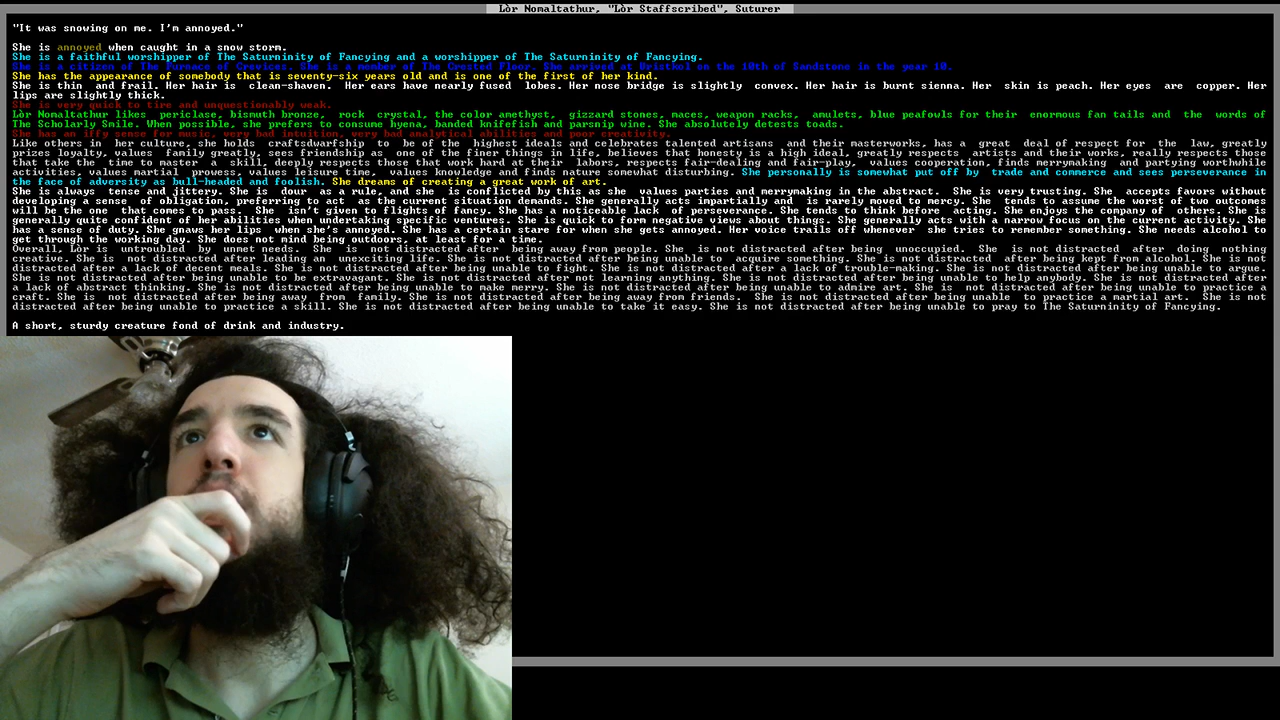 Lòr Nomaltathur, "Lòr Staffscribed", Suturer
"It was snowing on me. I'm annoyed."
She is annoyed when caught in a snow storm.
She is a faithful worshipper of The Saturninity of Fancying and a worshipper of The Saturninity of Fancying.
She is a citizen of The Furnace of Crevices. She is a member of The Crested Floor. She arrived at Uristkol on the 10th of Sandstone in the year 10.
She has the appearance of somebody that is seventy-six years old and is one of the first of her kind.
She is thin and frail. Her hair is clean-shaven. Her ears have nearly fused lobes. Her nose bridge is slightly convex. Her hair is burnt sienna. Her skin is peach. Her eyes are copper. Her
lips are slightly thick.
She is very quick to tire and unquestionably weak.
Lòr Nomaltathur likes periclase, bismuth bronze, rock crystal, the color amethyst, gizzard stones, maces, weapon racks, amulets, blue peafowls for their enormous fan tails and the words of
The Scholarly Smile. When possible, she prefers to consume hyena, banded knifefish and parsnip wine. She absolutely detests toads.
She has an iffy sense for music, very bad intuition, very bad analytical abilities and poor creativity.
Like others in her culture, she holds craftsdwarfship to be of the highest ideals and celebrates talented artisans and their masterworks, has a great deal of respect for the law, greatly
prizes loyalty, values family greatly, sees friendship as one of the finer things in life, believes that honesty is a high ideal, greatly respects artists and their works, really respects those
that take the time to master a skill, deeply respects those that work hard at their labors, respects fair-dealing and fair-play, values cooperation, finds merrymaking and partying worthwhile
activities, values martial prowess, values leisure time, values knowledge and finds nature somewhat disturbing. She personally is somewhat put off by trade and commerce and sees perseverance in
the face of adversity as bull-headed and foolish. She dreams of creating a great work of art.
She is always tense and jittery. She is dour as a rule, and she is conflicted by this as she values parties and merrymaking in the abstract. She is very trusting. She accepts favors without
developing a sense of obligation, preferring to act as the current situation demands. She generally acts impartially and is rarely moved to mercy. She tends to assume the worst of two outcomes
will be the one that comes to pass. She isn't given to flights of fancy. She has a noticeable lack of perseverance. She tends to think before acting. She enjoys the company of others. She is
generally quite confident of her abilities when undertaking specific ventures. She is quick to form negative views about things. She generally acts with a narrow focus on the current activity. She
has a sense of duty. She gnaws her lips when she's annoyed. She has a certain stare for when she gets annoyed. Her voice trails off whenever she tries to remember something. She needs alcohol to
get through the working day. She does not mind being outdoors, at least for a time.
Overall, Lòr is untroubled by unmet needs. She is not distracted after being away from people. She is not distracted after being unoccupied. She is not distracted after doing nothing
creative. She is not distracted after leading an unexciting life. She is not distracted after being unable to acquire something. She is not distracted after being kept from alcohol. She is not
distracted after a lack of decent meals. She is not distracted after being unable to fight. She is not distracted after a lack of trouble-making. She is not distracted after being unable to argue.
She is not distracted after being unable to be extravagant. She is not distracted after not learning anything. She is not distracted after being unable to help anybody. She is not distracted after
a lack of abstract thinking. She is not distracted after being unable to make merry. She is not distracted after being unable to admire art. She is not distracted after being unable to practice a
craft. She is not distracted after being away from family. She is not distracted after being away from friends. She is not distracted after being unable to practice a martial art. She is not
distracted after being unable to practice a skill. She is not distracted after being unable to take it easy. She is not distracted after being unable to pray to The Saturninity of Fancying.
A short, sturdy creature fond of drink and industry.